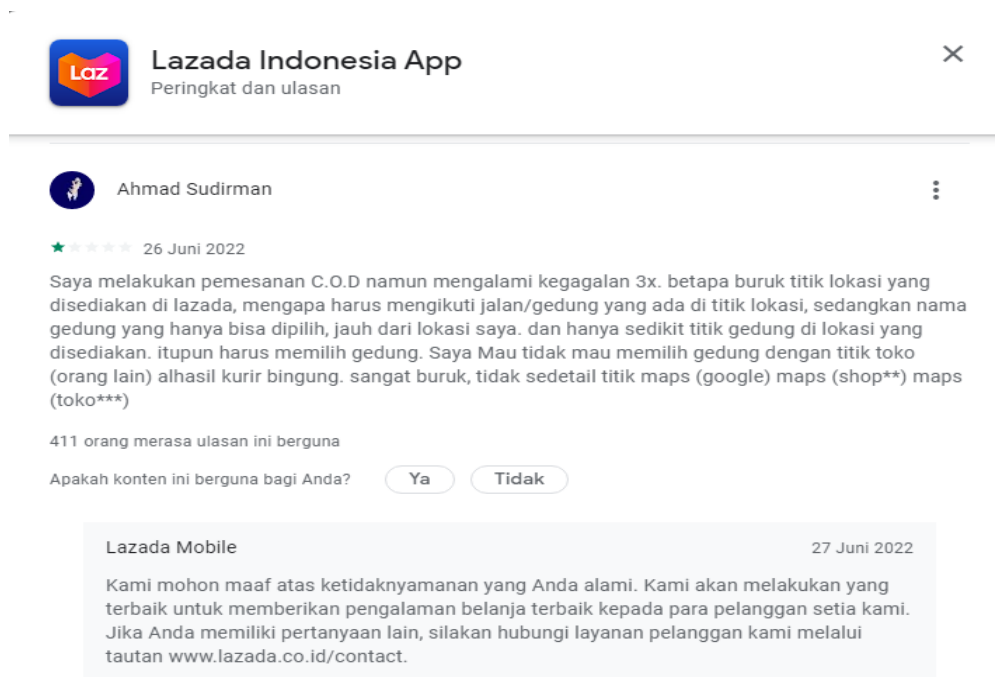 Laz
Lazada Indonesia App
Peringkat dan ulasan
Ahmad Sudirman
26 Juni 2022
Saya melakukan pemesanan C.O.D namun mengalami kegagalan 3x. betapa buruk titik lokasi yang
disediakan di lazada, mengapa harus mengikuti jalan/gedung yang ada di titik lokasi, sedangkan nama
gedung yang hanya bisa dipilih, jauh dari lokasi saya. dan hanya sedikit titik gedung di lokasi yang
disediakan. itupun harus memilih gedung. Saya Mau tidak mau memilih gedung dengan titik toko
(orang lain) alhasil kurir bingung. sangat buruk, tidak sedetail titik maps (google) maps (shop**) maps
(toko***)
411 orang merasa ulasan ini berguna
Apakah konten ini berguna bagi Anda? Ya Tidak
Lazada Mobile 27 Juni 2022
Kami mohon maaf atas ketidaknyamanan yang Anda alami. Kami akan melakukan yang
terbaik untuk memberikan pengalaman belanja terbaik kepada para pelanggan setia kami.
Jika Anda memiliki pertanyaan lain, silakan hubungi layanan pelanggan kami melalui
tautan www.lazada.co.id/contact.